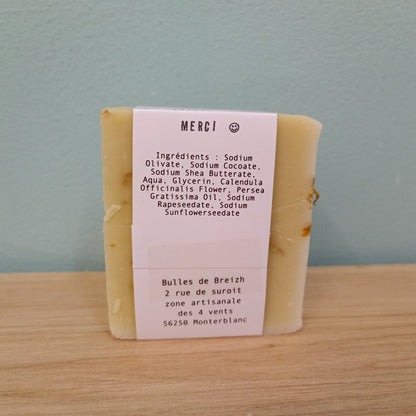 MERCI ☺
Ingrédients : Sodium
Olivate, Sodium Cocoate,
Sodium Shea Butterate,
Aqua, Glycerin, Calendula
Officinalis Flower, Persea
Gratissima Oil, Sodium
Rapeseedate, Sodium
Sunflowerseedate
Bulles de Breizh
2 rue de suroit
zone artisanale
des 4 vents
56250 Monterblanc